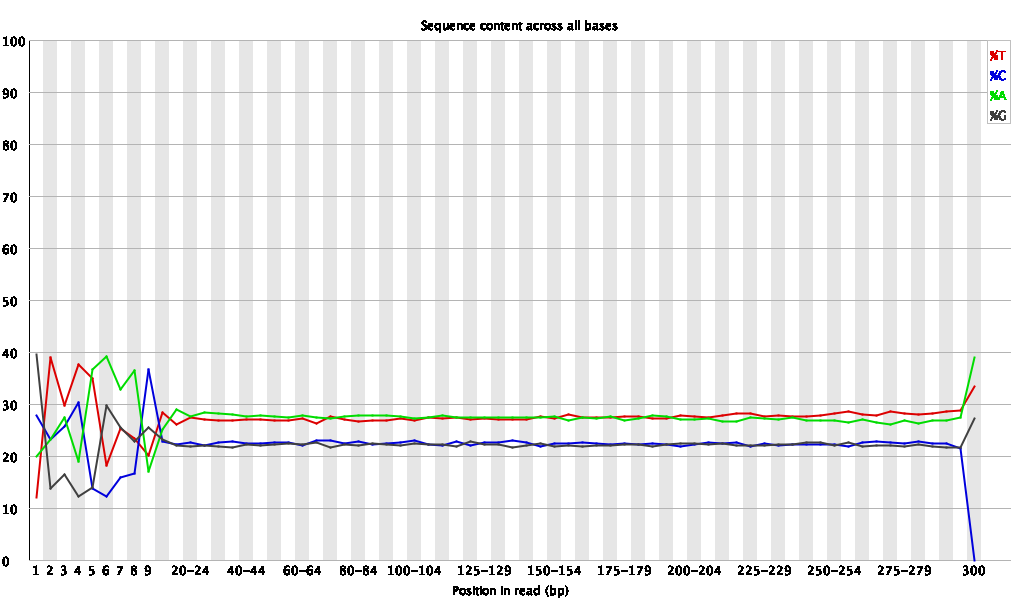 Sequence content across all bases
100
90
80
70
60
50
40
30
20
10
0
%T
%C
%A
%G
1 2 3 4 5 6 7 8 9 20-24 40-44 60-64 80-84 100-104 125-129 150-154 175-179 200-204 225-229 250-254 275-279 300
Position in read (bp)